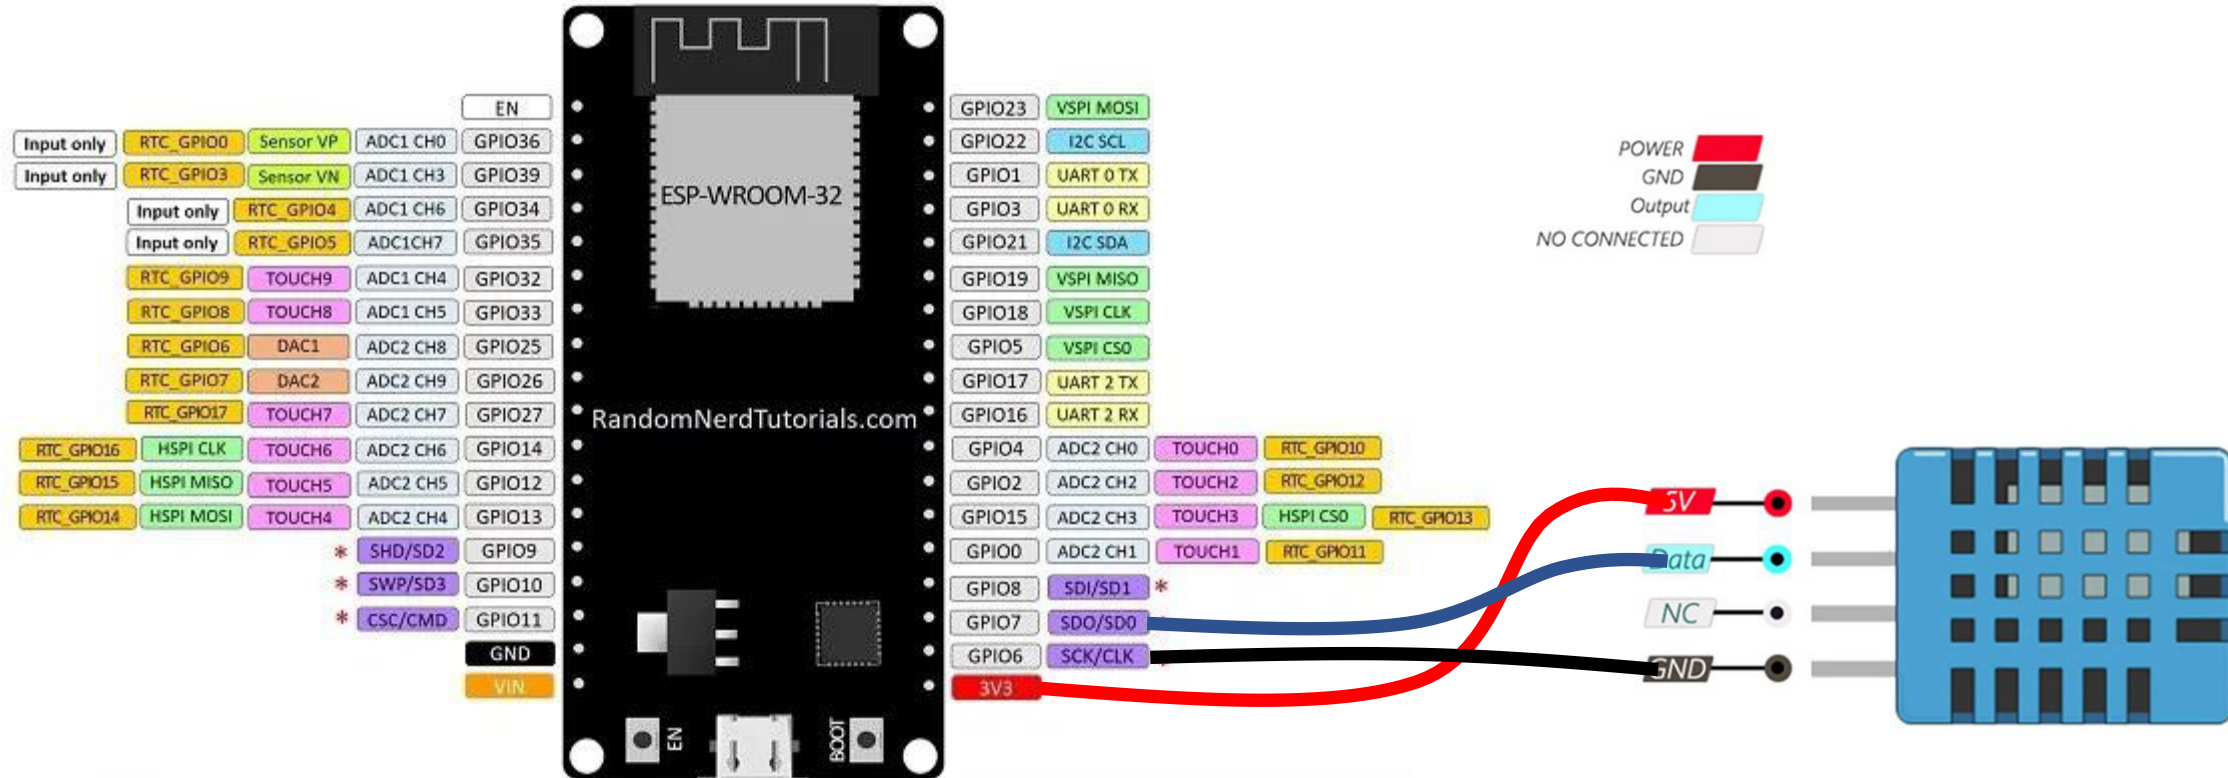 EN
Input only RTC_GPIO0 Sensor VP ADC1 CH0 GPIO36
Input only RTC_GPIO3 Sensor VN ADC1 CH3 GPIO39
Input only RTC_GPIO4 ADC1 CH6 GPIO34
Input only RTC_GPIO5 ADC1CH7 GPIO35
RTC_GPIO9 TOUCH9 ADC1 CH4 GPIO32
RTC_GPIO8 TOUCH8 ADC1 CH5 GPIO33
RTC_GPIO6 DAC1 ADC2 CH8 GPIO25
RTC_GPIO7 DAC2 ADC2 CH9 GPIO26
RTC_GPIO17 TOUCH7 ADC2 CH7 GPIO27
RTC_GPIO16 HSPI CLK TOUCH6 ADC2 CH6 GPIO14
RTC_GPIO15 HSPI MISO TOUCH5 ADC2 CH5 GPIO12
RTC_GPIO14 HSPI MOSI TOUCH4 ADC2 CH4 GPIO13
* SHD/SD2 GPIO9
* SWP/SD3 GPIO10
* CSC/CMD GPIO11
GND
VIN
ESP-WROOM-32
RandomNerdTutorials.com
EN
BOOT
GPIO23 VSPI MOSI
GPIO22 I2C SCL
GPIO1 UART 0 TX
GPIO3 UART 0 RX
GPIO21 I2C SDA
GPIO19 VSPI MISO
GPIO18 VSPI CLK
GPIO5 VSPI CS0
GPIO17 UART 2 TX
GPIO16 UART 2 RX
GPIO4 ADC2 CH0 TOUCH0 RTC_GPIO10
GPIO2 ADC2 CH2 TOUCH2 RTC_GPIO12
GPIO15 ADC2 CH3 TOUCH3 HSPI CS0 RTC_GPIO13
GPIO0 ADC2 CH1 TOUCH1 RTC_GPIO11
GPIO8 SDI/SD1 *
GPIO7 SDO/SD0
GPIO6 SCK/CLK
3V3
POWER
GND
Output
NO CONNECTED
5V
Data
NC
GND